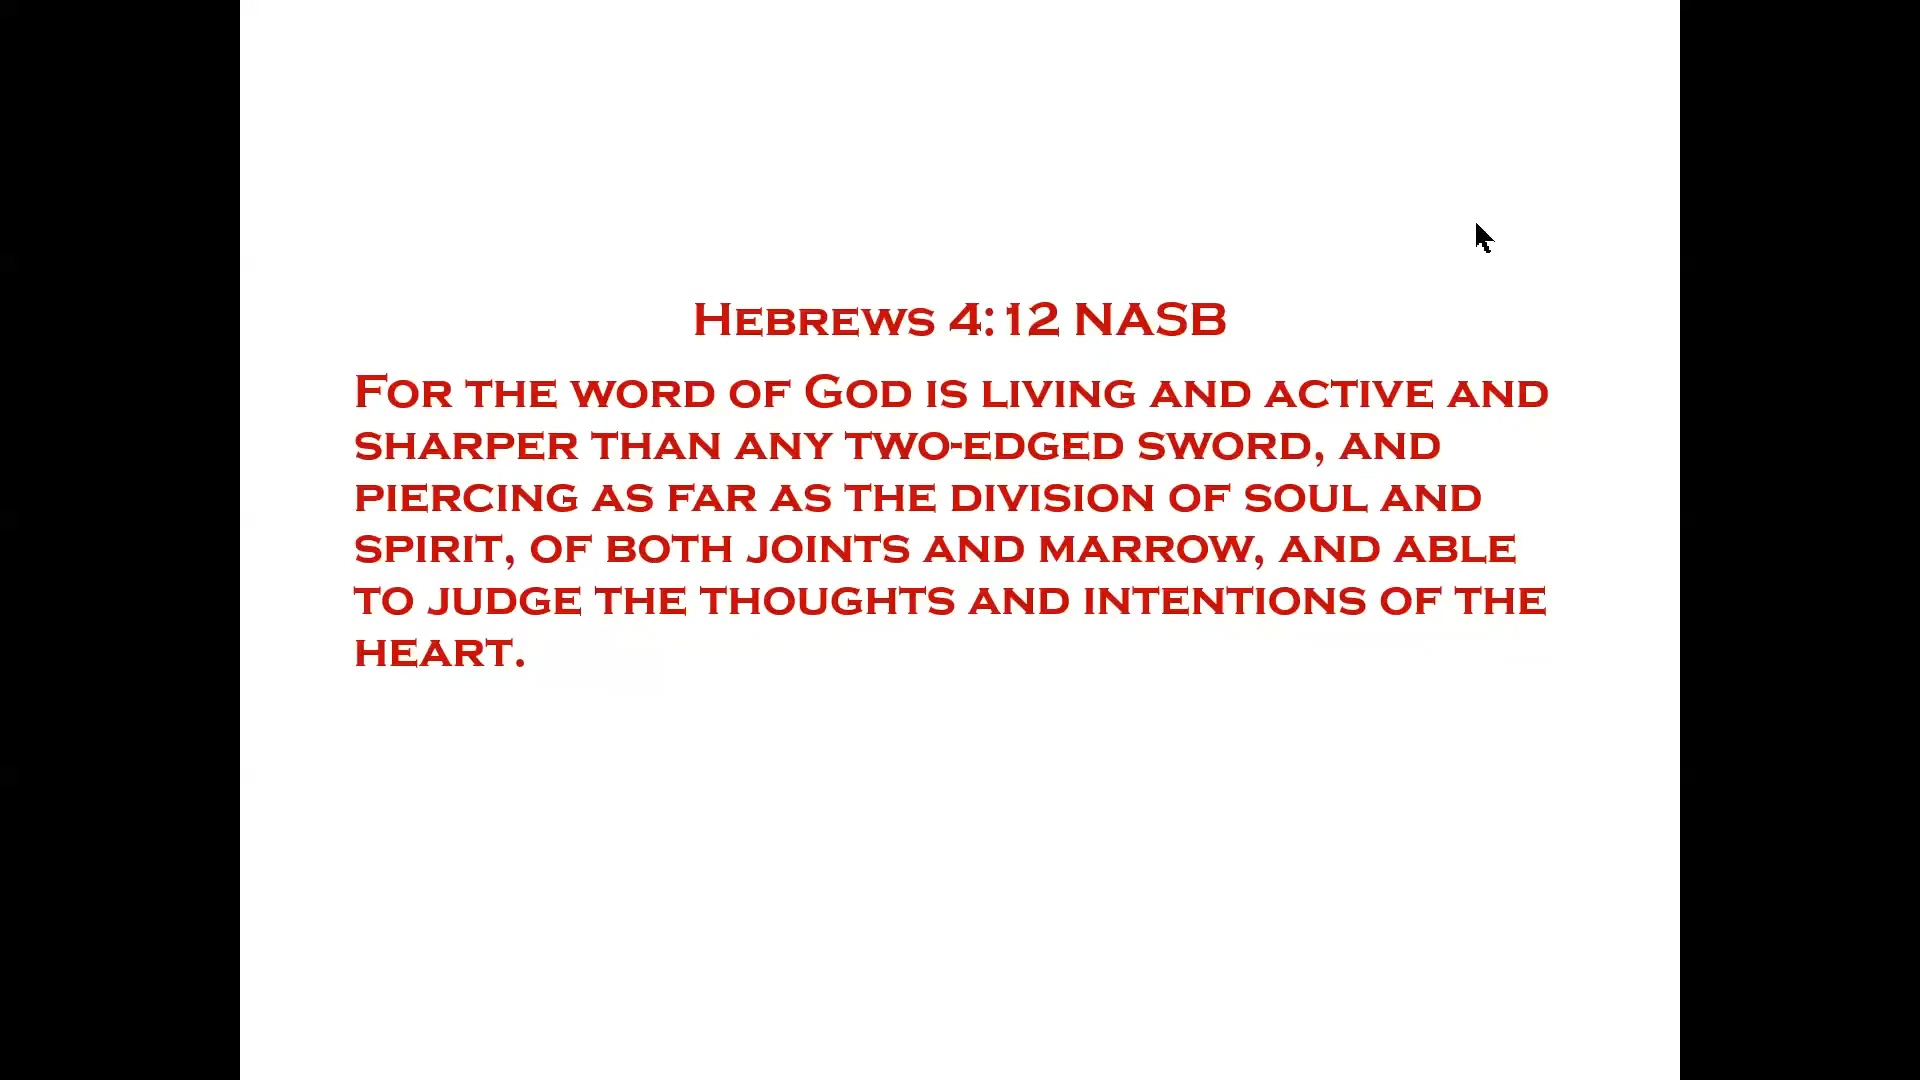 Hebrews 4:12 NASB
For the word of God is living and active and
sharper than any two-edged sword, and
piercing as far as the division of soul and
spirit, of both joints and marrow, and able
to judge the thoughts and intentions of the
heart.